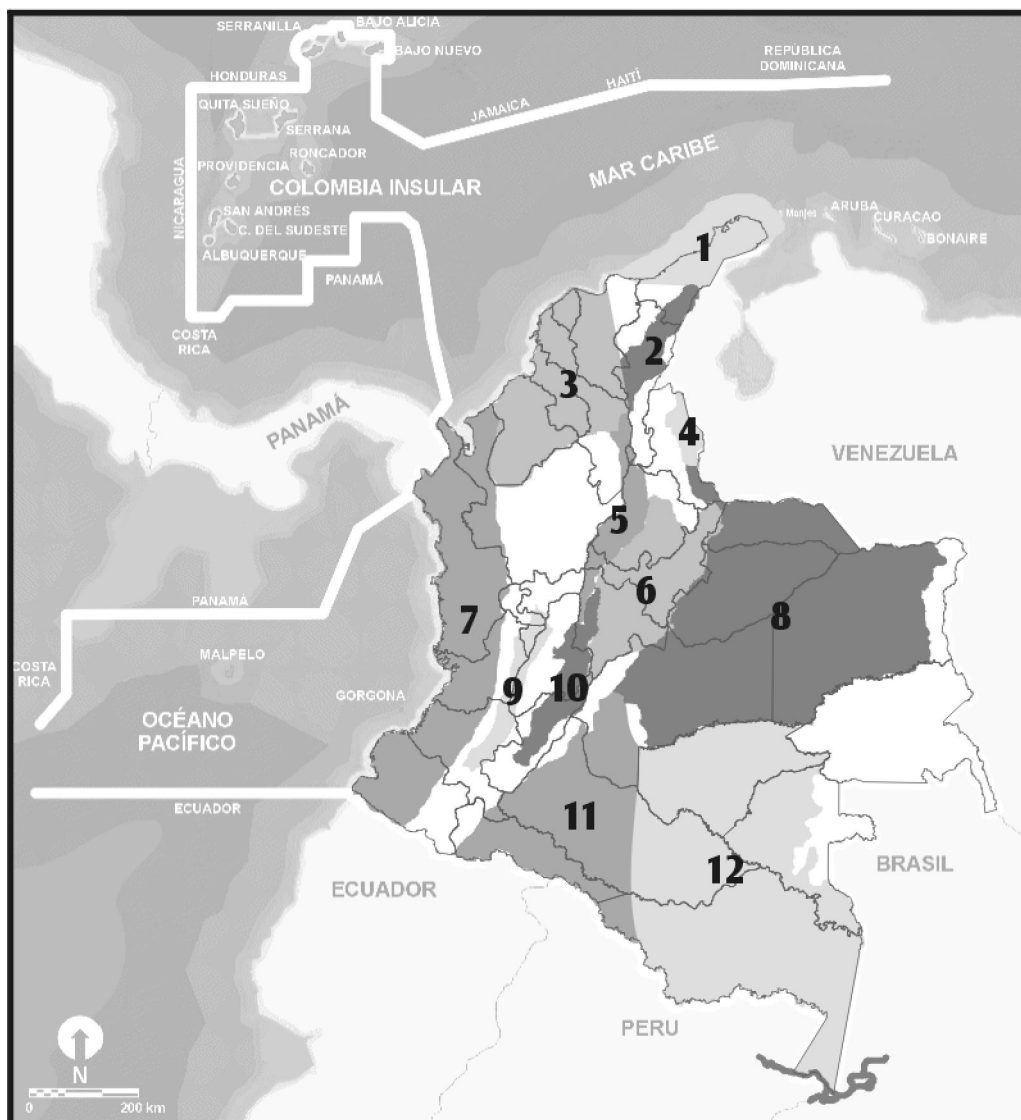 BAJO ALICIA
SERRANILLA
BAJO NUEVO
REPÚBLICA
DOMINICANA
HONDURAS
HAITÍ
JAMAICA
QUITA SUEÑO
SERRANA
RONCADOR
PROVIDENCIA
COLOMBIA INSULAR
MAR CARIBE
NICARAGUA
SAN ANDRÉS
C. DEL SUDESTE
ALBUQUERQUE
PANAMÁ
COSTA
RICA
Monjes
ARUBA
CURACAO
BONAIRE
1
2
3
4
PANAMÁ
VENEZUELA
5
6
7
8
PANAMÁ
COSTA
RICA
MALPELO
GORGONA
9
10
OCÉANO
PACÍFICO
ECUADOR
11
12
ECUADOR
BRASIL
PERU
N
0
200 km